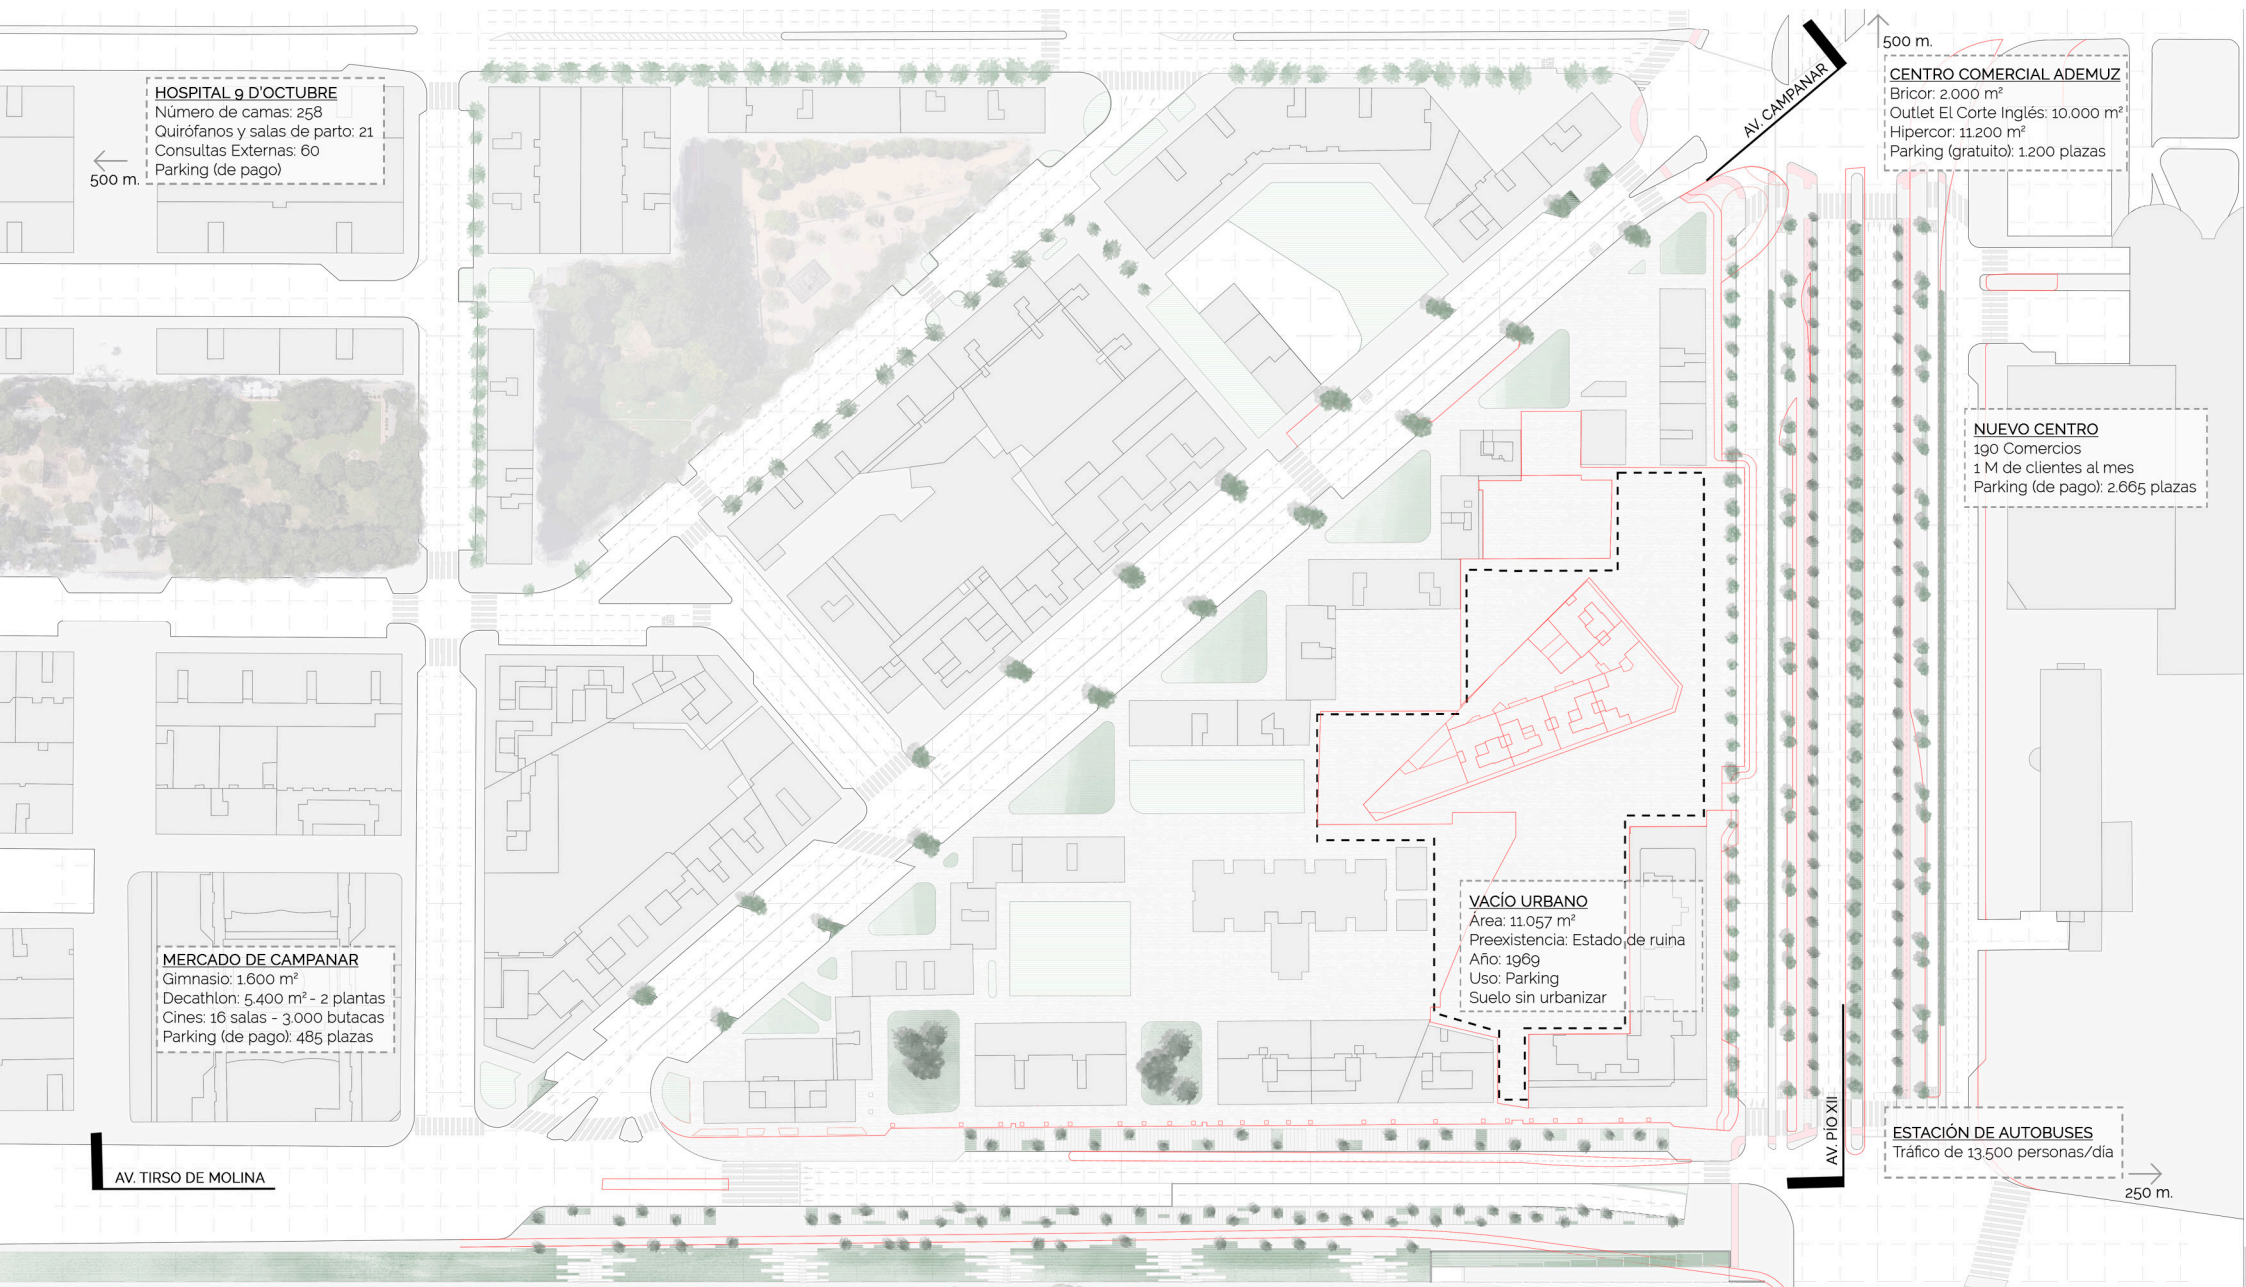 HOSPITAL 9 D'OCTUBRE
Número de camas: 258
Quirófanos y salas de parto: 21
Consultas Externas: 60
Parking (de pago)
500 m.
AV. CAMPANAR
500 m.
CENTRO COMERCIAL ADEMUZ
Bricor: 2.000 m²
Outlet El Corte Inglés: 10.000 m²
Hipercor: 11.200 m²
Parking (gratuito): 1.200 plazas
NUEVO CENTRO
190 Comercios
1 M de clientes al mes
Parking (de pago): 2.665 plazas
VACÍO URBANO
Área: 11.057 m²
Preexistencia: Estado de ruina
Año: 1969
Uso: Parking
Suelo sin urbanizar
MERCADO DE CAMPANAR
Gimnasio: 1.600 m²
Decathlon: 5.400 m² - 2 plantas
Cines: 16 salas - 3.000 butacas
Parking (de pago): 485 plazas
AV. TIRSO DE MOLINA
AV. PÍO XII
ESTACIÓN DE AUTOBUSES
Tráfico de 13.500 personas/día
250 m.